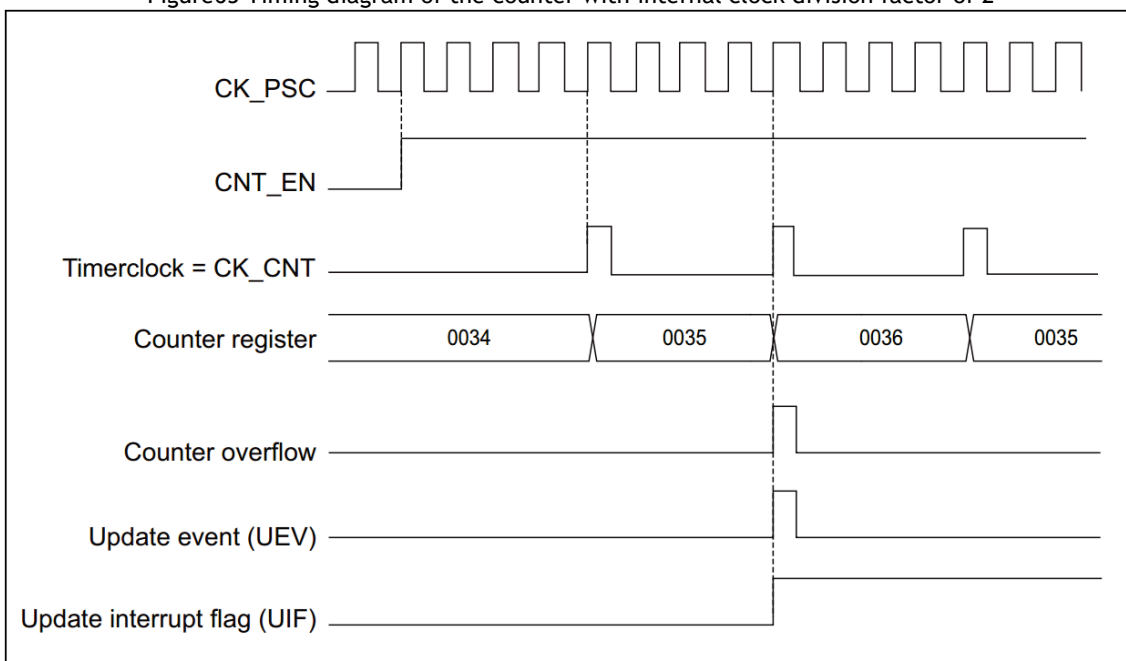 Figure65 Timing diagram of the counter with internal clock division factor of 2
CK_PSC
CNT_EN
Timerclock = CK_CNT
Counter register 0034 0035 0036 0035
Counter overflow
Update event (UEV)
Update interrupt flag (UIF)